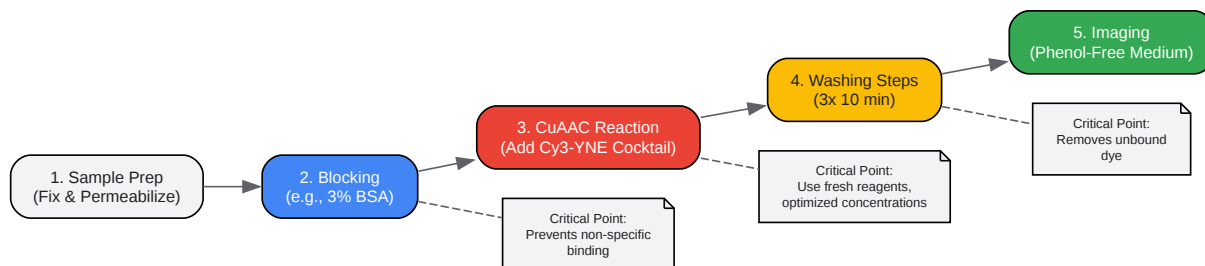 1. Sample Prep
(Fix & Permeabilize)
2. Blocking
(e.g., 3% BSA)
Critical Point:
Prevents non-specific
binding
3. CuAAC Reaction
(Add Cy3-YNE Cocktail)
Critical Point:
Use fresh reagents,
optimized concentrations
4. Washing Steps
(3x 10 min)
Critical Point:
Removes unbound
dye
5. Imaging
(Phenol-Free Medium)